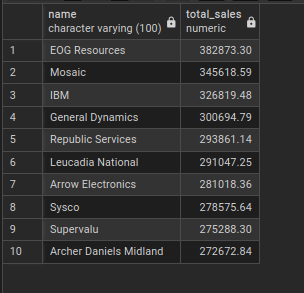 name total_sales
character varying (100) numeric
1 EOG Resources 382873.30
2 Mosaic 345618.59
3 IBM 326819.48
4 General Dynamics 300694.79
5 Republic Services 293861.14
6 Leucadia National 291047.25
7 Arrow Electronics 281018.36
8 Sysco 278575.64
9 Supervalu 275288.30
10 Archer Daniels Midland 272672.84